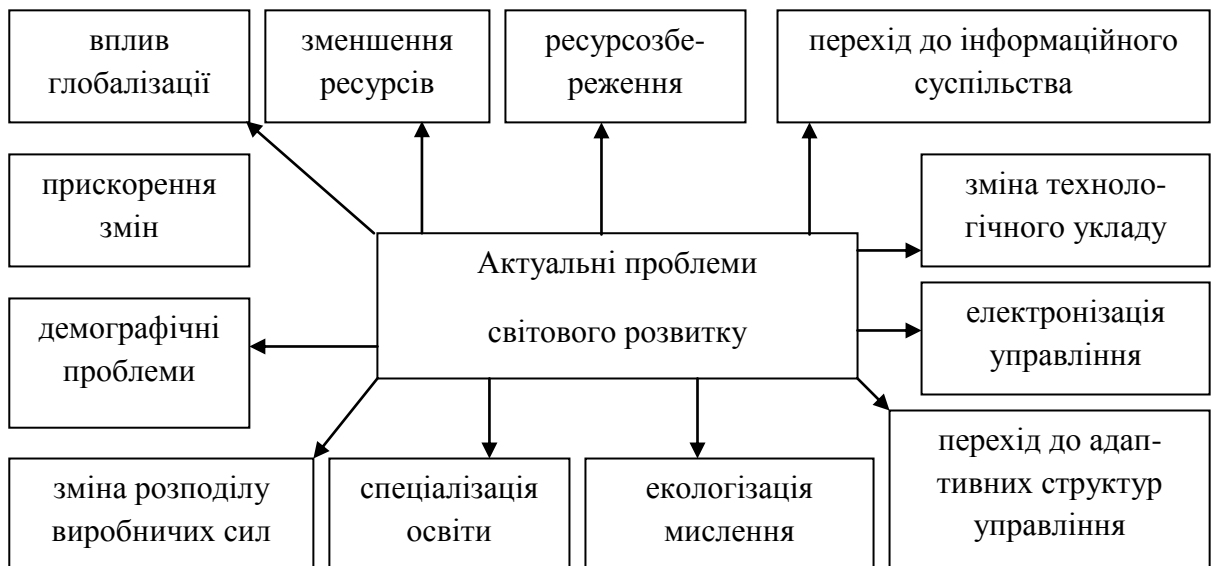 вплив
глобалізації
зменшення
ресурсів
ресурсозбе-
реження
перехід до інформаційного
суспільства
прискорення
змін
зміна техноло-
гічного укладу
Актуальні проблеми
світового розвитку
демографічні
проблеми
електронізація
управління
зміна розподілу
виробничих сил
спеціалізація
освіти
екологізація
мислення
перехід до адап-
тивних структур
управління